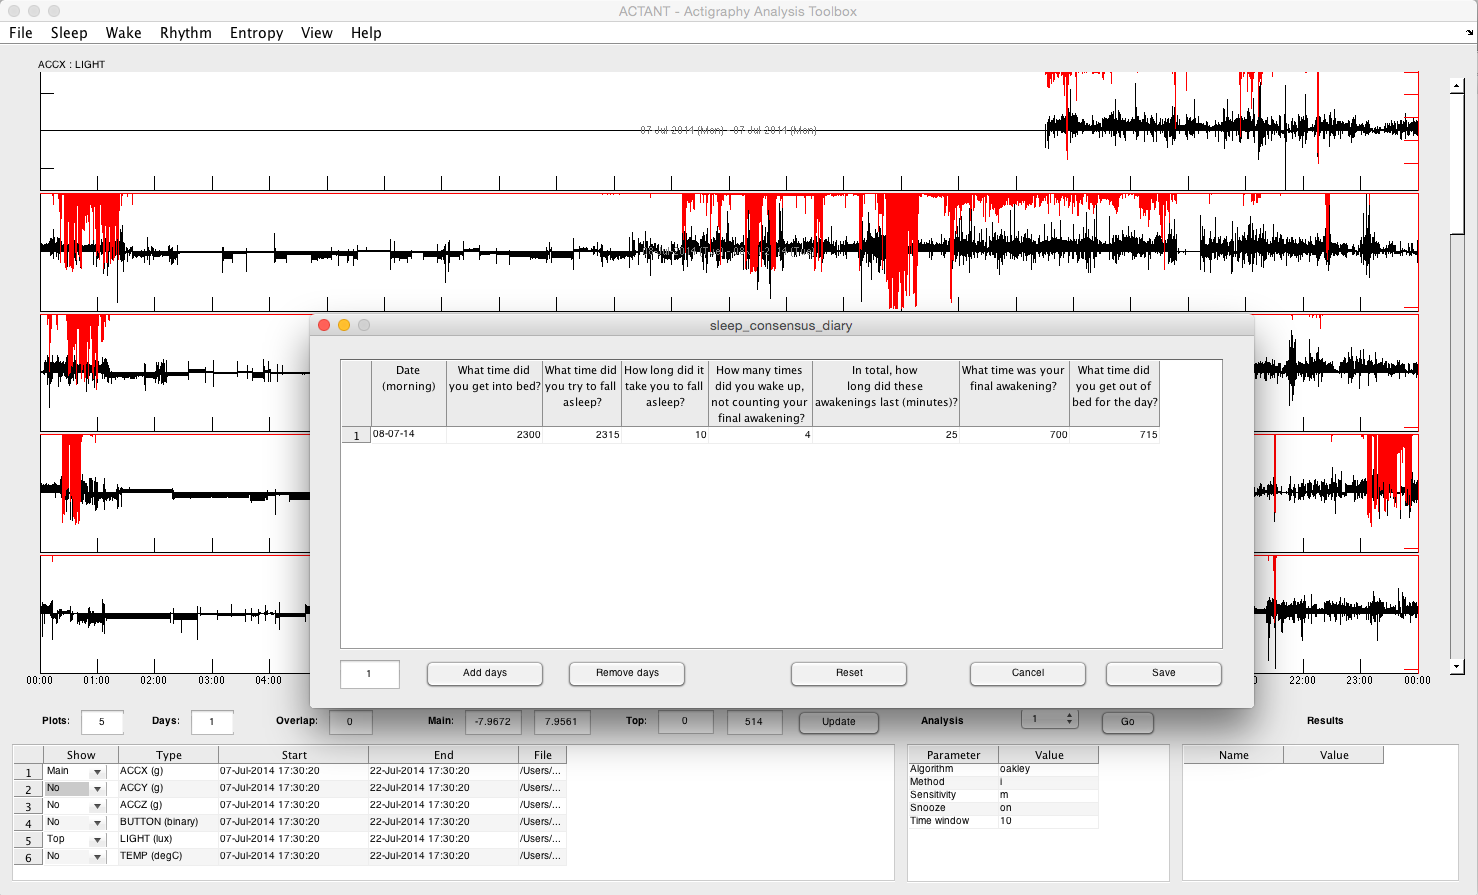 ACTANT - Actigraphy Analysis Toolbox
File Sleep Wake Rhythm Entropy View Help
ACCX : LIGHT
07 Jul 2014 (Mon) - 07 Jul 2014 (Mon)
sleep_consensus_diary
Date (morning)
What time did you get into bed?
What time did you try to fall asleep?
How long did it take you to fall asleep?
How many times did you wake up, not counting your final awakening?
In total, how long did these awakenings last (minutes)?
What time was your final awakening?
What time did you get out of bed for the day?
1 08-07-14 2300 2315 10 4 25 700 715
1 Add days Remove days Reset Cancel Save
00:00 01:00 02:00 03:00 04:00 22:00 23:00 00:00
Plots: 5 Days: 1 Overlap: 0 Main: -7.9672 7.9561 Top: 0 514 Update Analysis 1 Go Results
Show Type Start End File
1 Main ACCX (g) 07-Jul-2014 17:30:20 22-Jul-2014 17:30:20 /Users/...
2 No ACCY (g) 07-Jul-2014 17:30:20 22-Jul-2014 17:30:20 /Users/...
3 No ACCZ (g) 07-Jul-2014 17:30:20 22-Jul-2014 17:30:20 /Users/...
4 No BUTTON (binary) 07-Jul-2014 17:30:20 22-Jul-2014 17:30:20 /Users/...
5 Top LIGHT (lux) 07-Jul-2014 17:30:20 22-Jul-2014 17:30:20 /Users/...
6 No TEMP (degC) 07-Jul-2014 17:30:20 22-Jul-2014 17:30:20 /Users/...
Parameter Value
Algorithm oakley
Method i
Sensitivity m
Snooze on
Time window 10
Name Value